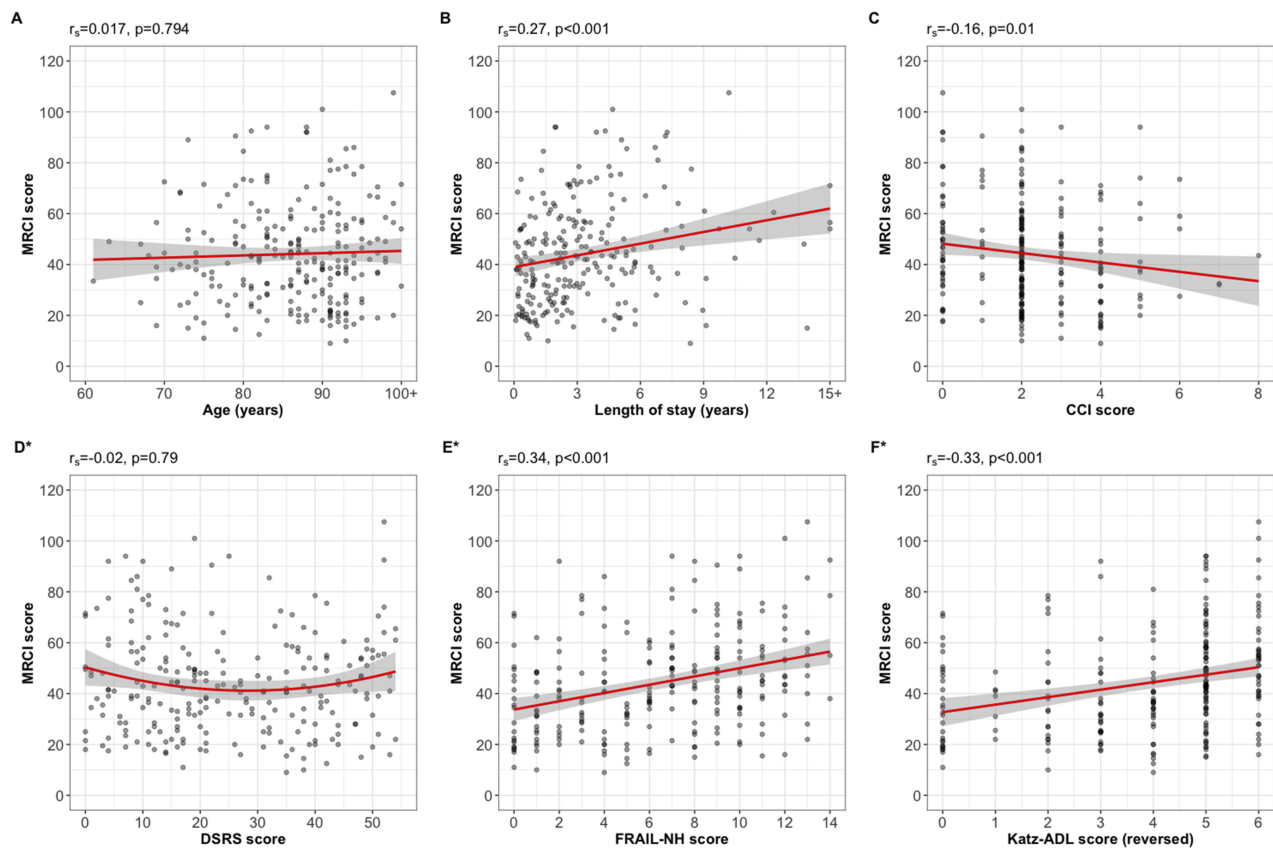 A B C
rs=0.017, p=0.794 rs=0.27, p<0.001 rs=-0.16, p=0.01
MRCI score MRCI score MRCI score
120 120 120
100 100 100
80 80 80
60 60 60
40 40 40
20 20 20
0 0 0
60 70 80 90 100+ 0 3 6 9 12 15+ 0 2 4 6 8
Age (years) Length of stay (years) CCI score
D* E* F*
rs=-0.02, p=0.79 rs=0.34, p<0.001 rs=-0.33, p<0.001
MRCI score MRCI score MRCI score
120 120 120
100 100 100
80 80 80
60 60 60
40 40 40
20 20 20
0 0 0
0 10 20 30 40 50 0 2 4 6 8 10 12 14 0 1 2 3 4 5 6
DSRS score FRAIL-NH score Katz-ADL score (reversed)